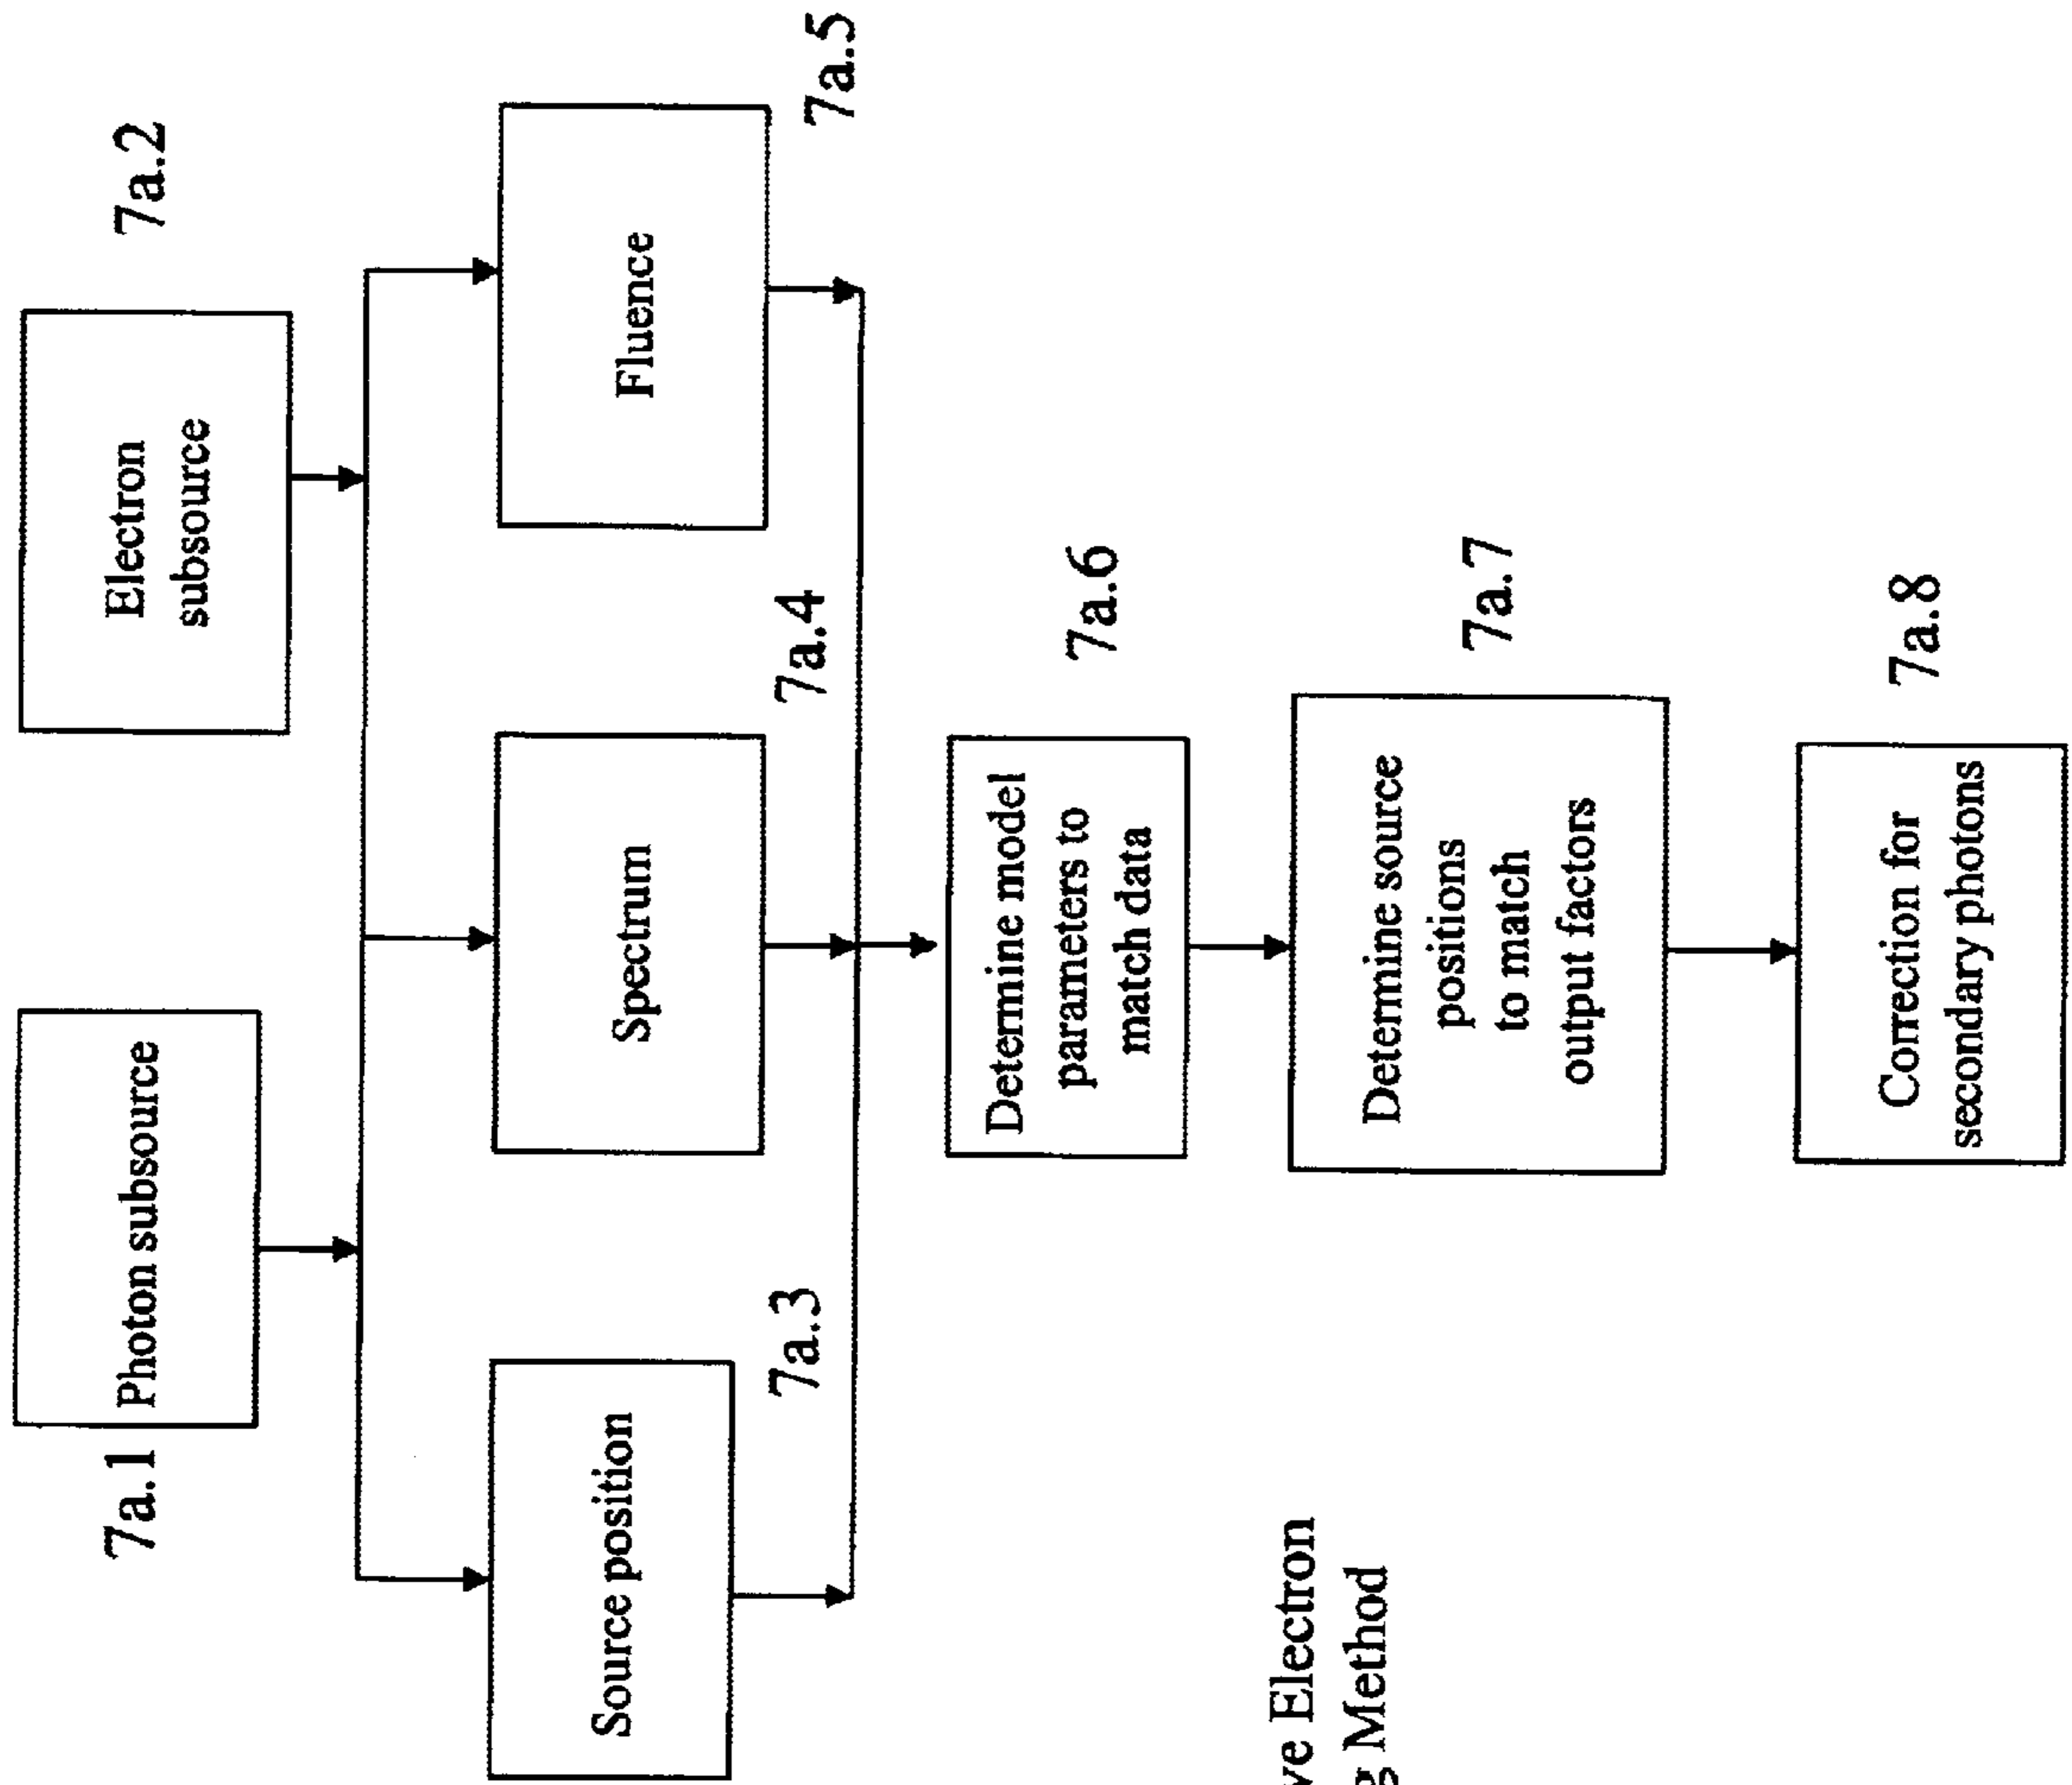 7a.1
Photon subsource
Electron
subsource
7a.2
Source position
7a.3
Spectrum
7a.4
Fluence
7a.5
Determine model
parameters to
match data
7a.6
Determine source
positions
to match
output factors
7a.7
Correction for
secondary photons
7a.8
Electron
Method